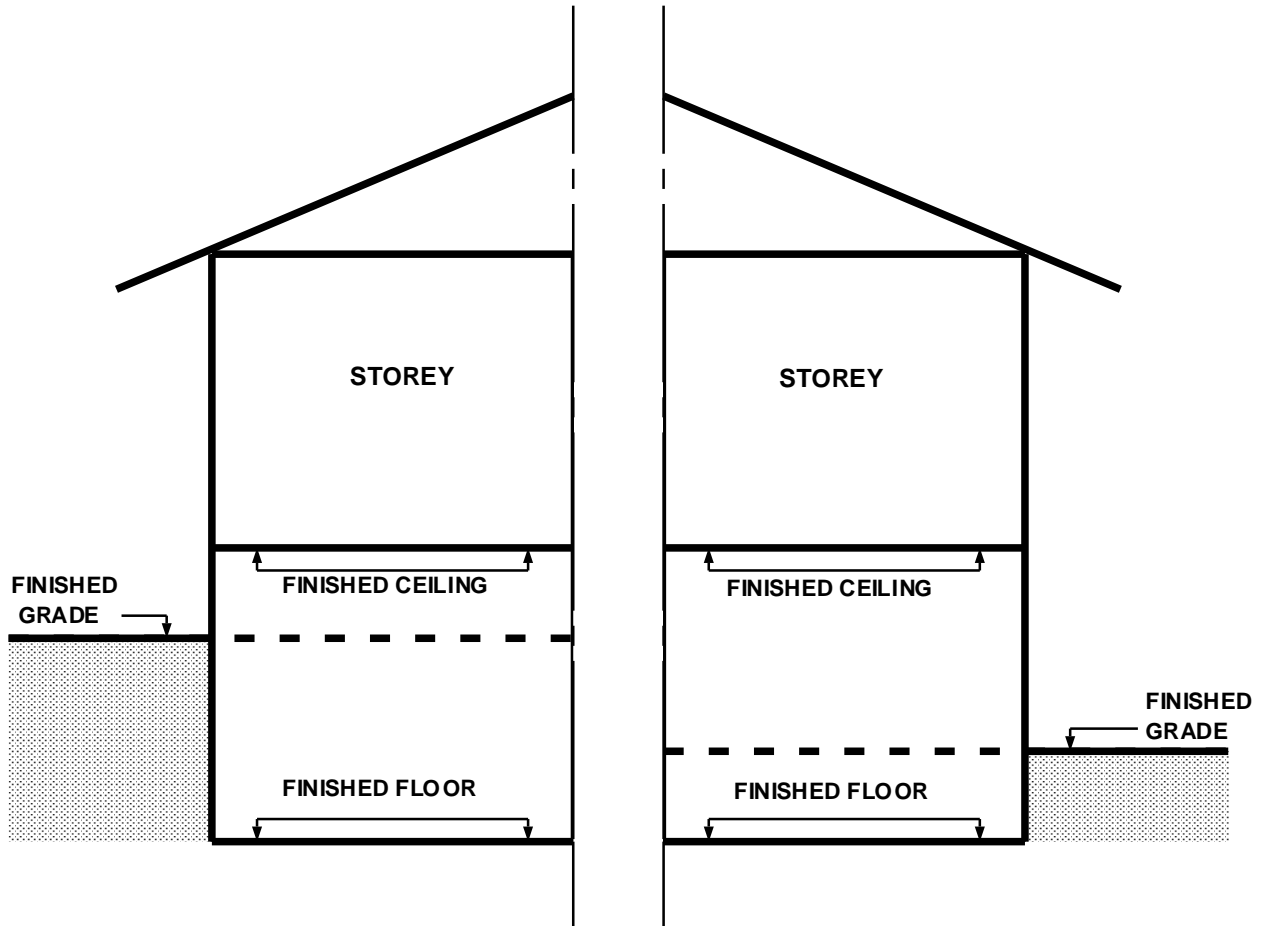 STOREY
STOREY
FINISHED CEILING
FINISHED CEILING
FINISHED
GRADE
FINISHED
GRADE
FINISHED FLOOR
FINISHED FLOOR